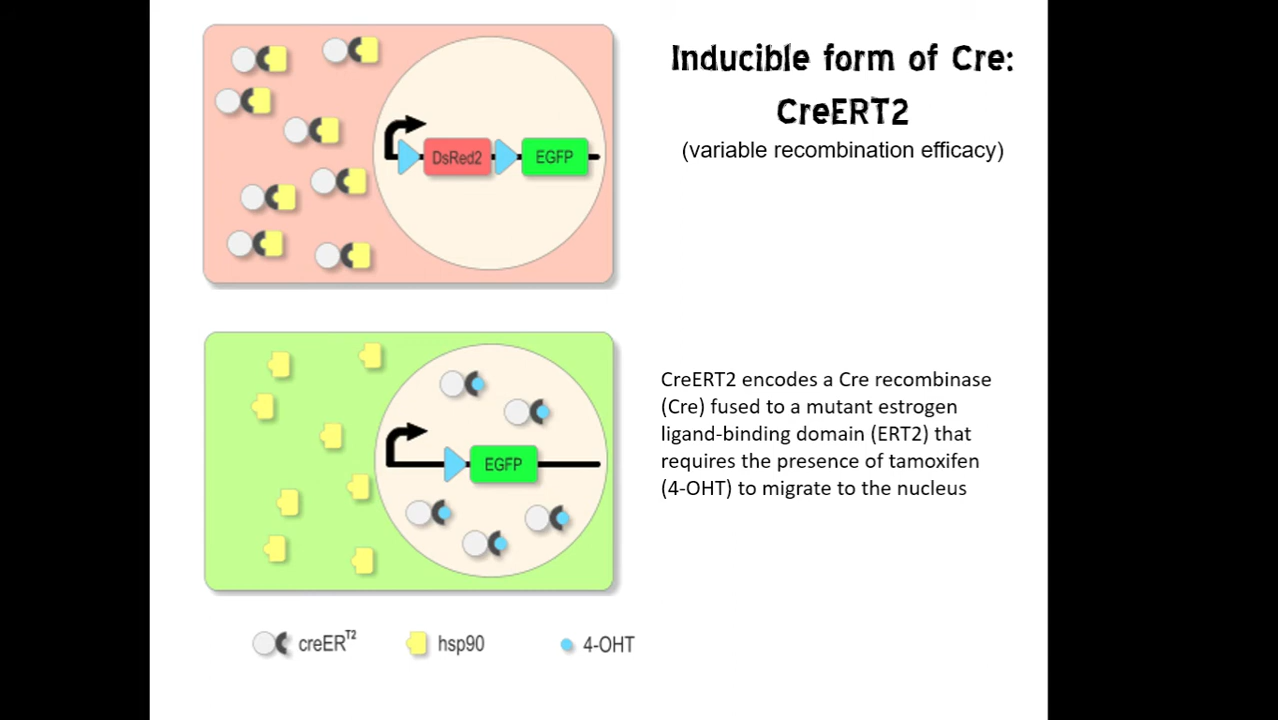 Inducible form of Cre:
CreERT2
(variable recombination efficacy)
DsRed2
EGFP
CreERT2 encodes a Cre recombinase
(Cre) fused to a mutant estrogen
ligand-binding domain (ERT2) that
requires the presence of tamoxifen
(4-OHT) to migrate to the nucleus
EGFP
creERT2
hsp90
4-OHT